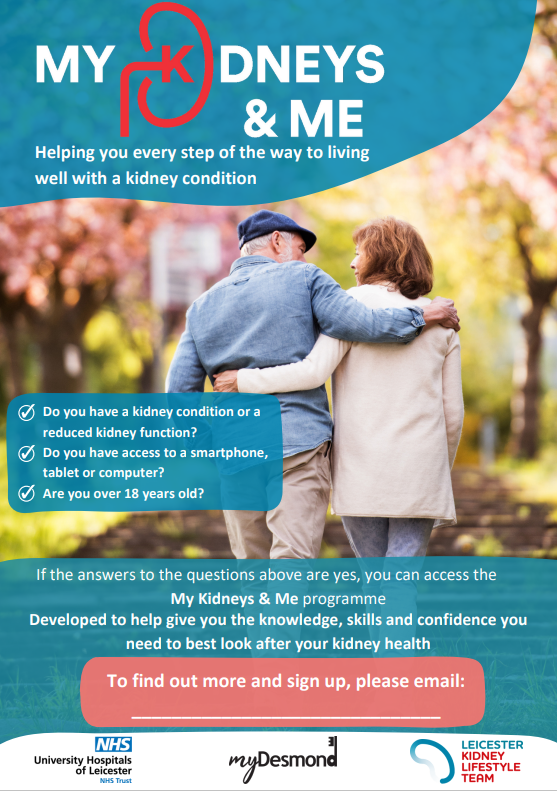 MY KIDNEYS
& ME
Helping you every step of the way to living
well with a kidney condition
Do you have a kidney condition or a
reduced kidney function?
Do you have access to a smartphone,
tablet or computer?
Are you over 18 years old?
If the answers to the questions above are yes, you can access the
My Kidneys & Me programme
Developed to help give you the knowledge, skills and confidence you
need to best look after your kidney health
To find out more and sign up, please email:
NHS
University Hospitals
of Leicester
NHS Trust
myDesmond
LEICESTER
KIDNEY
LIFESTYLE
TEAM